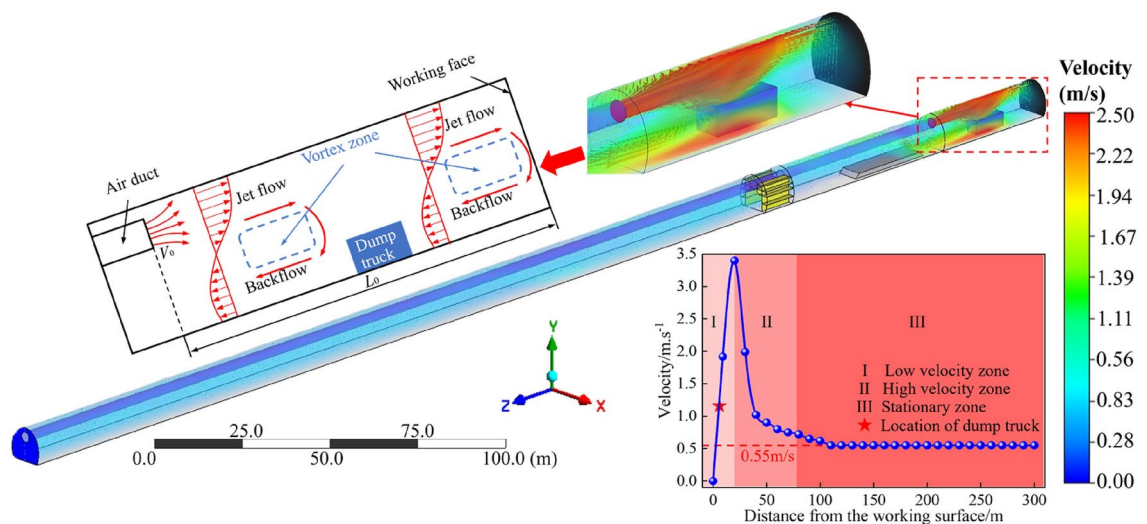 Working face
Jet flow
Vortex zone
Backflow
Air duct
V₀
Jet flow
Backflow
Dump
truck
L₀
Velocity
(m/s)
2.50
2.22
1.94
1.67
1.39
1.11
0.83
0.56
0.28
0.00
Y
Z
X
25.0
75.0
0.0
50.0
100.0 (m)
Velocity/m.s⁻¹
3.5
3.0
2.5
2.0
1.5
1.0
0.5
0.0
I
II
III
I Low velocity zone
II High velocity zone
III Stationary zone
★ Location of dump truck
0.55m/s
0
50
100
150
200
250
300
Distance from the working surface/m